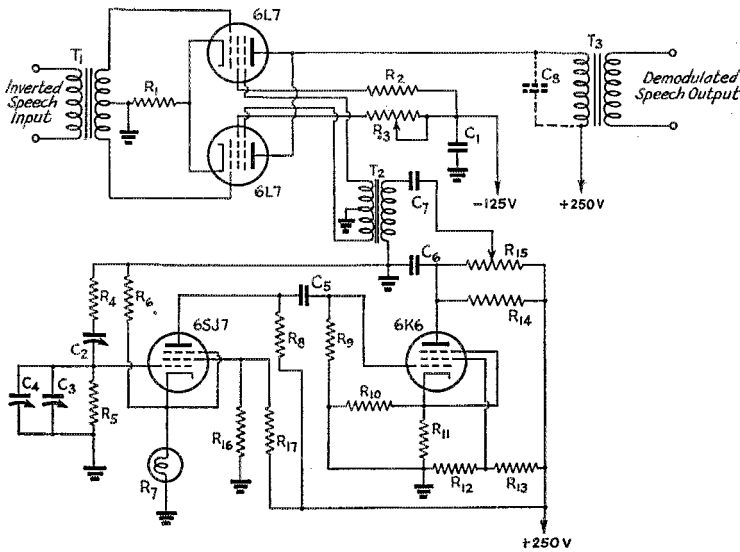 6L7
T1
T3
Inverted
Speech
Input
R1
R2
C8
Demodulated
Speech Output
R3
C1
6L7
T2
C7
-125V
+250V
C6
R15
R4
R6
C5
R14
6SJ7
6K6
C2
R8
R9
C4
C3
R5
R10
R16
R17
R11
R7
R12
R13
+250V